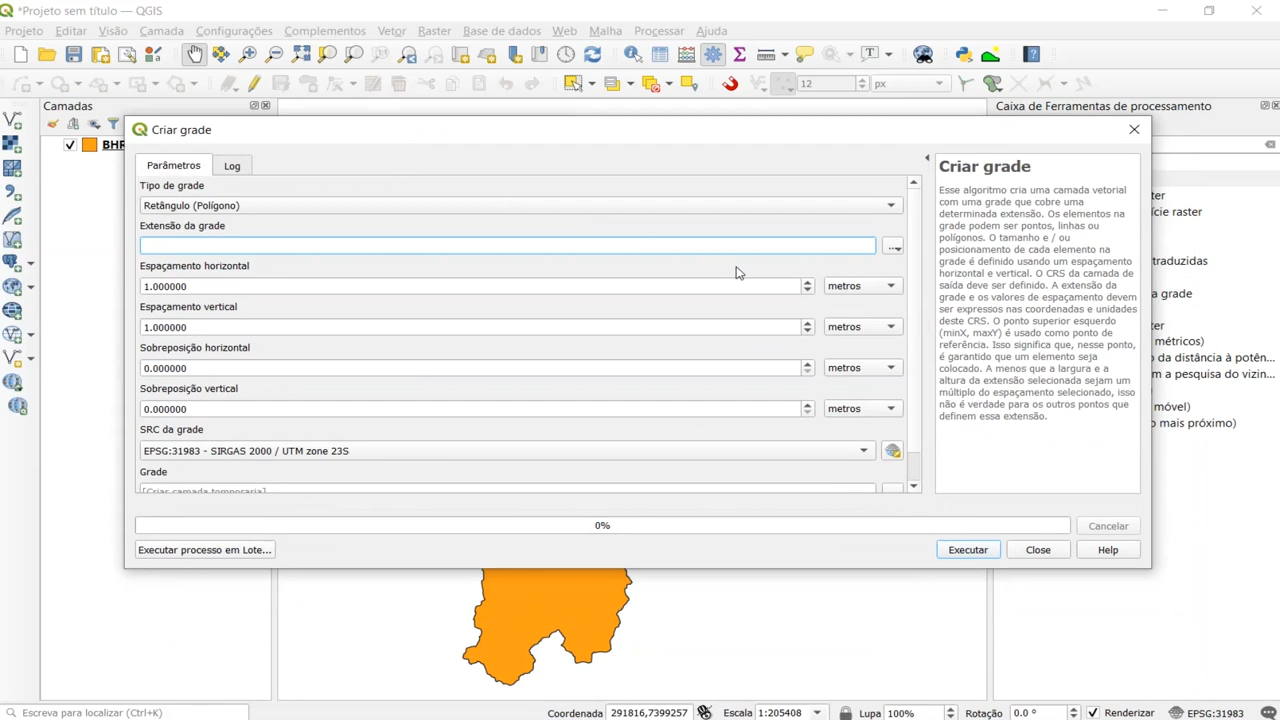 *Projeto sem título — QGIS
Projeto Editar Visão Camada Configurações Complementos Vetor Raster Base de dados Web Malha Processar Ajuda
12 px
Camadas
Caixa de Ferramentas de processamento
BHR
Criar grade
Parâmetros Log
Tipo de grade
Retângulo (Polígono)
Extensão da grade
...
Espaçamento horizontal
1.000000 metros
Espaçamento vertical
1.000000 metros
Sobreposição horizontal
0.000000 metros
Sobreposição vertical
0.000000 metros
SRC da grade
EPSG:31983 - SIRGAS 2000 / UTM zone 23S
Grade
[Criar camada temporaria]
Criar grade
Esse algoritmo cria uma camada vetorial
com uma grade que cobre uma
determinada extensão. Os elementos na
grade podem ser pontos, linhas ou
polígonos. O tamanho e / ou
posicionamento de cada elemento na
grade é definido usando um espaçamento
horizontal e vertical. O CRS da camada de
saída deve ser definido. A extensão da
grade e os valores de espaçamento devem
ser expressos nas coordenadas e unidades
deste CRS. O ponto superior esquerdo
(minX, maxY) é usado como ponto de
referência. Isso significa que, nesse ponto,
é garantido que um elemento seja
colocado. A menos que a largura e a
altura da extensão selecionada sejam um
múltiplo do espaçamento selecionado, isso
não é verdade para os outros pontos que
definem essa extensão.
0%
Cancelar
Executar processo em Lote... Executar Close Help
ter
ície raster
traduzidas
a grade
ter
métricos)
o da distância à potên...
m a pesquisa do vizin...
móvel)
o mais próximo)
Escreva para localizar (Ctrl+K) Coordenada 291816,7399257 Escala 1:205408 Lupa 100% Rotação 0.0 ° Renderizar EPSG:31983